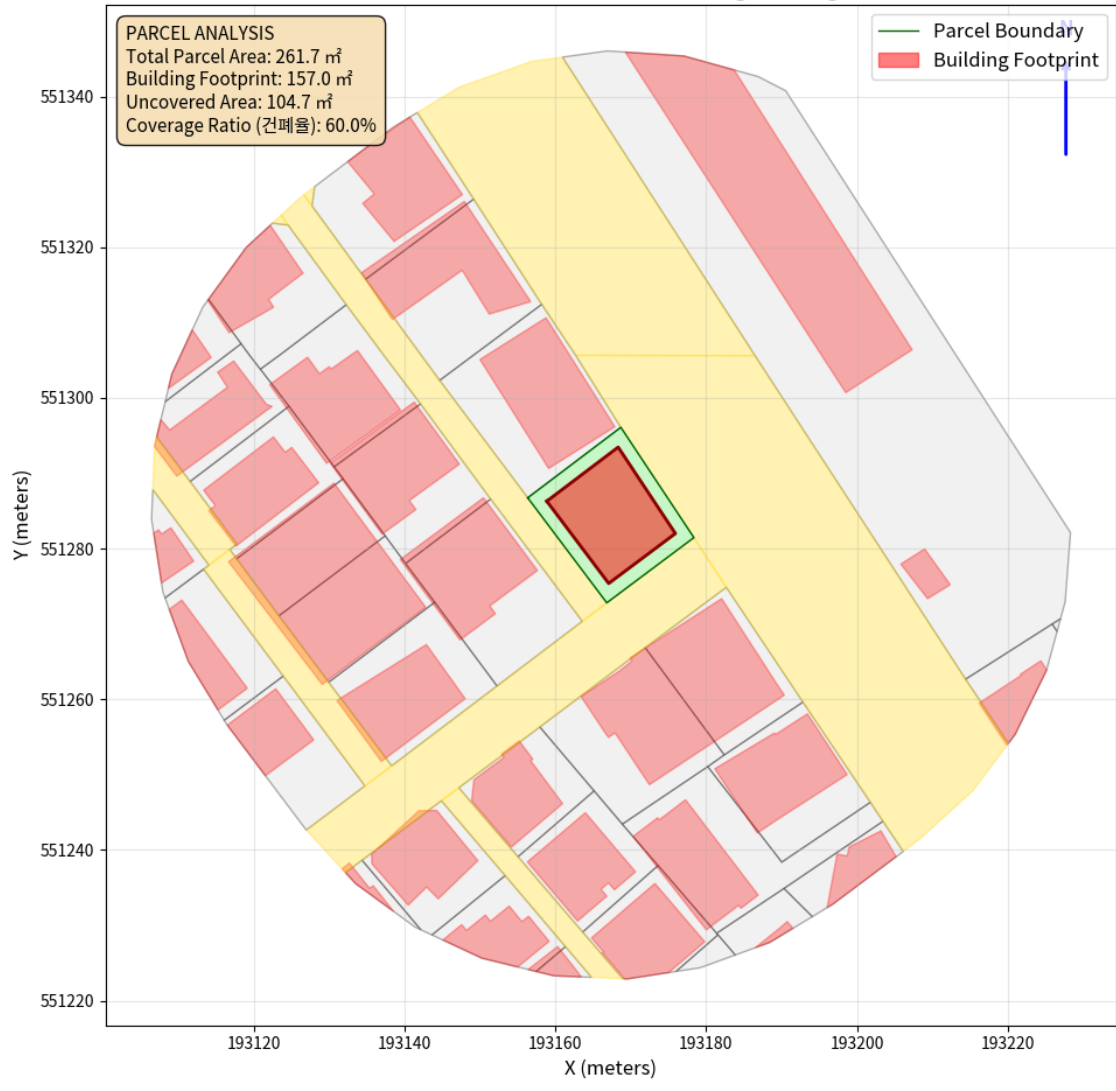 PARCEL ANALYSIS
Total Parcel Area: 261.7 ㎡
Building Footprint: 157.0 ㎡
Uncovered Area: 104.7 ㎡
Coverage Ratio (건폐율): 60.0%
Parcel Boundary
Building Footprint
N
551340
551320
551300
551280
551260
551240
551220
Y (meters)
193120
193140
193160
193180
193200
193220
X (meters)